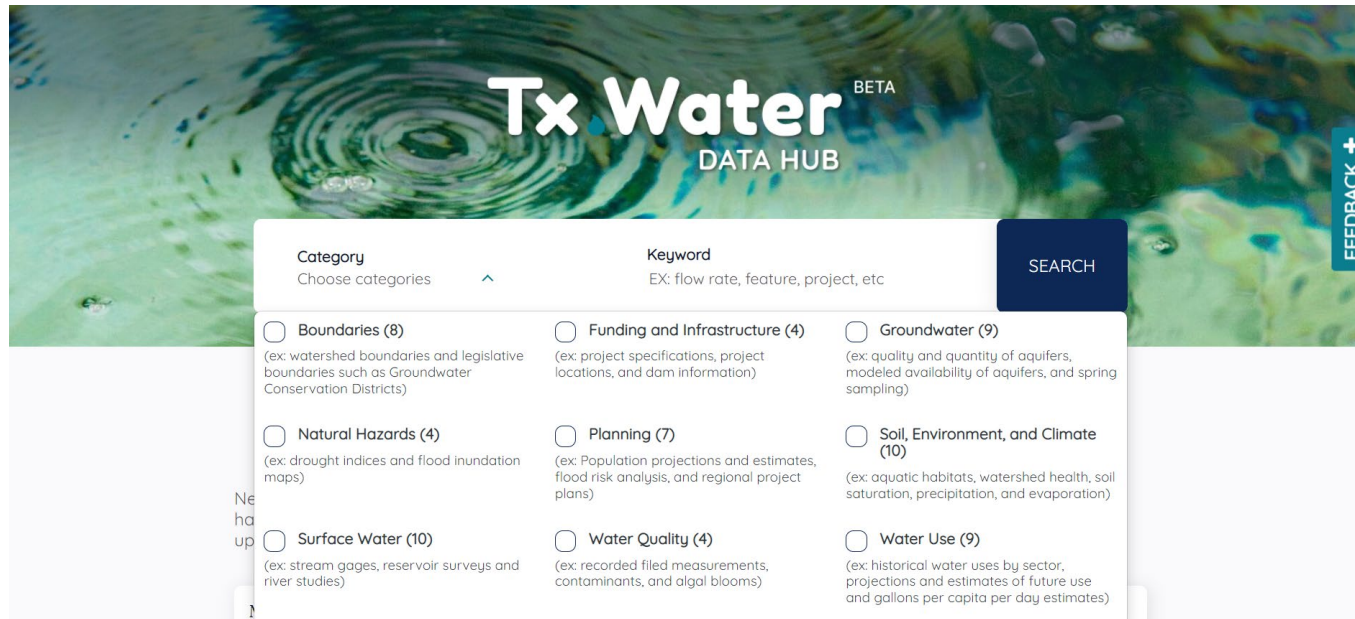 Tx Water BETA
DATA HUB
FEEDBACK +
Category
Choose categories
Keyword
EX: flow rate, feature, project, etc
SEARCH
Boundaries (8)
(ex: watershed boundaries and legislative
boundaries such as Groundwater
Conservation Districts)
Funding and Infrastructure (4)
(ex: project specifications, project
locations, and dam information)
Groundwater (9)
(ex: quality and quantity of aquifers,
modeled availability of aquifers, and spring
sampling)
Natural Hazards (4)
(ex: drought indices and flood inundation
maps)
Planning (7)
(ex: Population projections and estimates,
flood risk analysis, and regional project
plans)
Soil, Environment, and Climate
(10)
(ex: aquatic habitats, watershed health, soil
saturation, precipitation, and evaporation)
Ne
ha
up
Surface Water (10)
(ex: stream gages, reservoir surveys and
river studies)
Water Quality (4)
(ex: recorded filed measurements,
contaminants, and algal blooms)
Water Use (9)
(ex: historical water uses by sector,
projections and estimates of future use
and gallons per capita per day estimates)